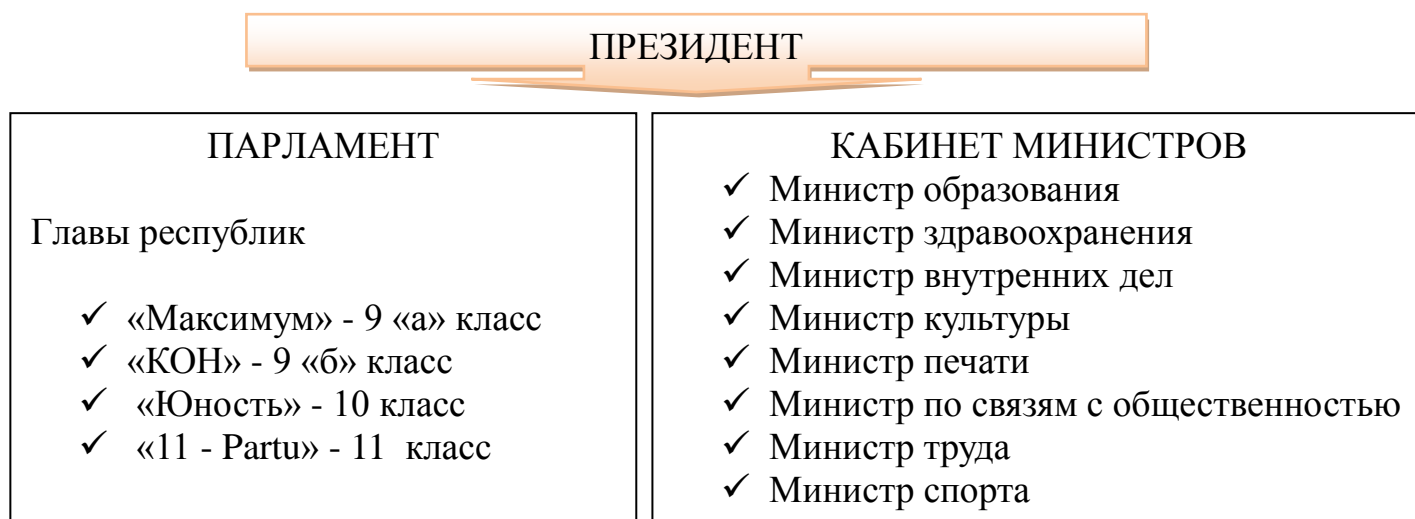 ПРЕЗИДЕНТ
ПАРЛАМЕНТ
Главы республик
✓ «Максимум» - 9 «а» класс
✓ «КОН» - 9 «б» класс
✓ «Юность» - 10 класс
✓ «11 - Partu» - 11 класс
КАБИНЕТ МИНИСТРОВ
✓ Министр образования
✓ Министр здравоохранения
✓ Министр внутренних дел
✓ Министр культуры
✓ Министр печати
✓ Министр по связям с общественностью
✓ Министр труда
✓ Министр спорта